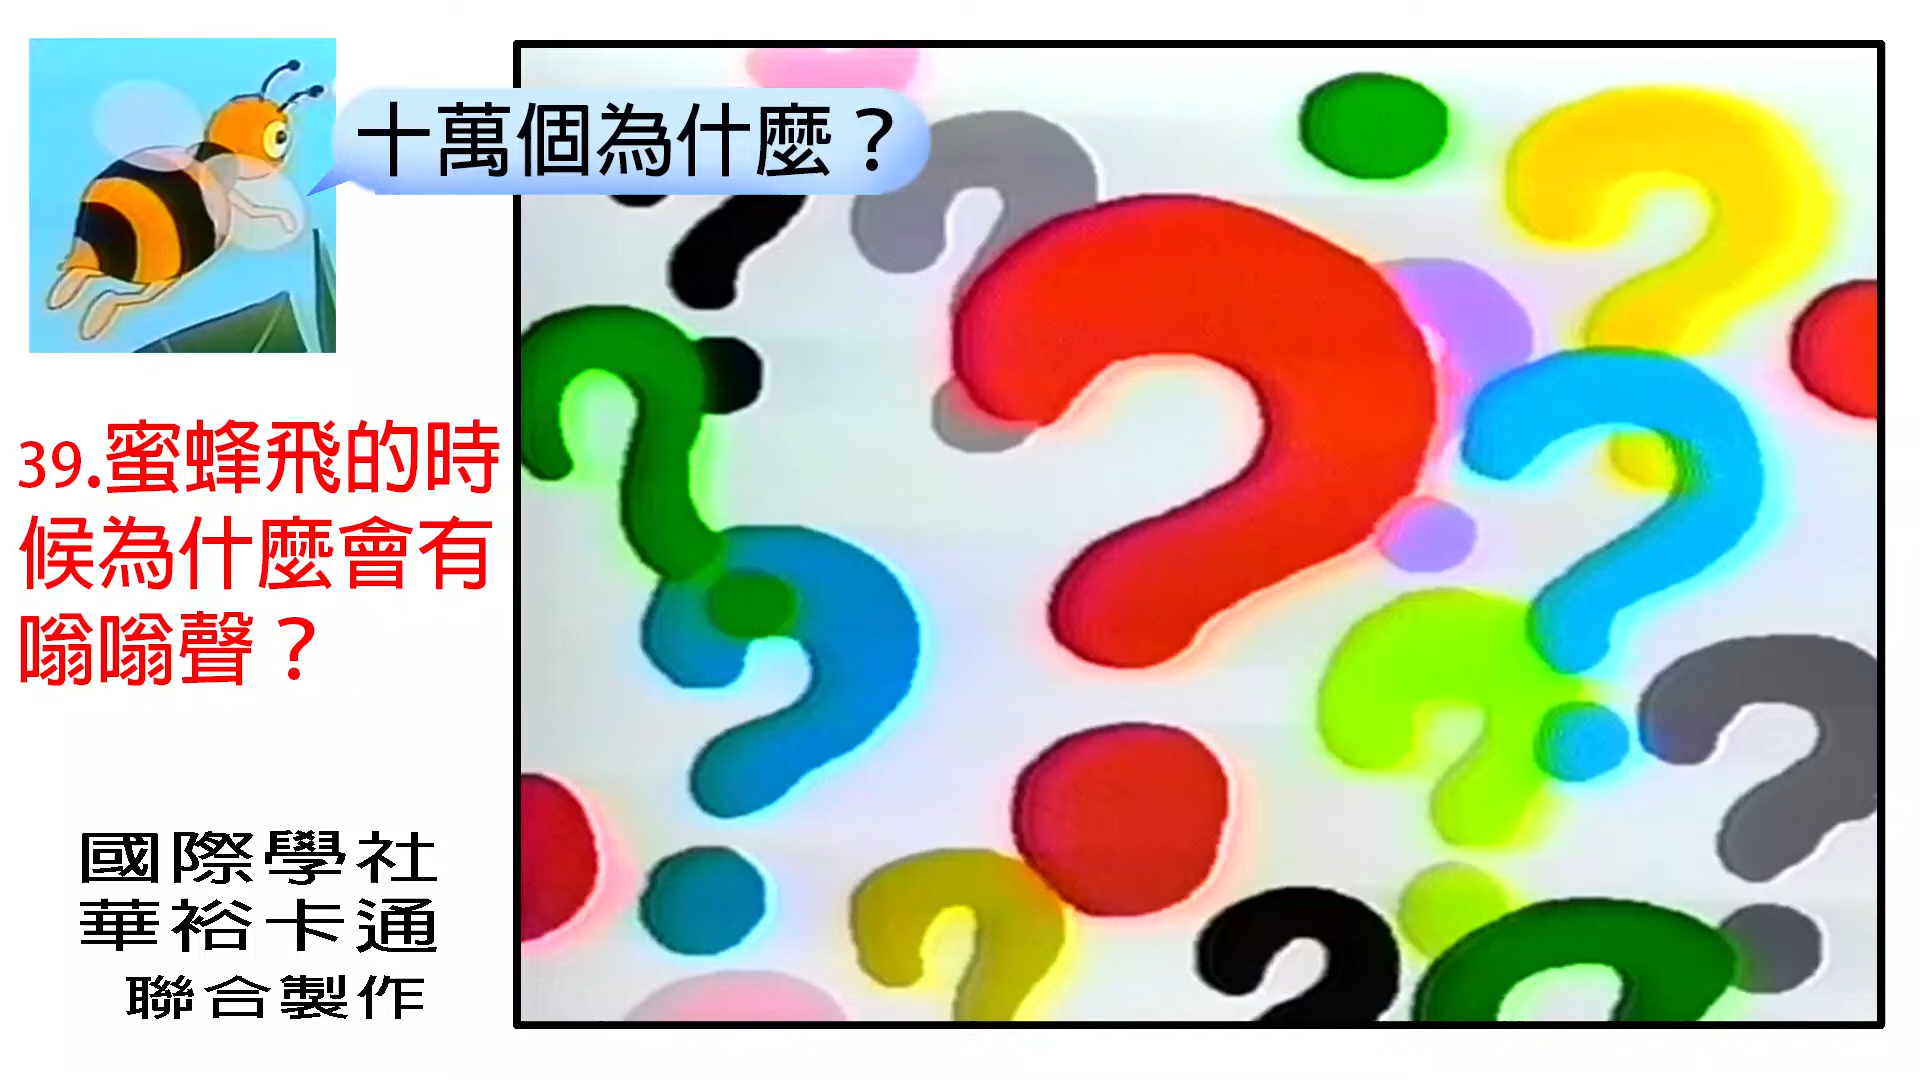 十萬個為什麼？
39.蜜蜂飛的時
候為什麼會有
嗡嗡聲？
國際學社
華裕卡通
聯合製作